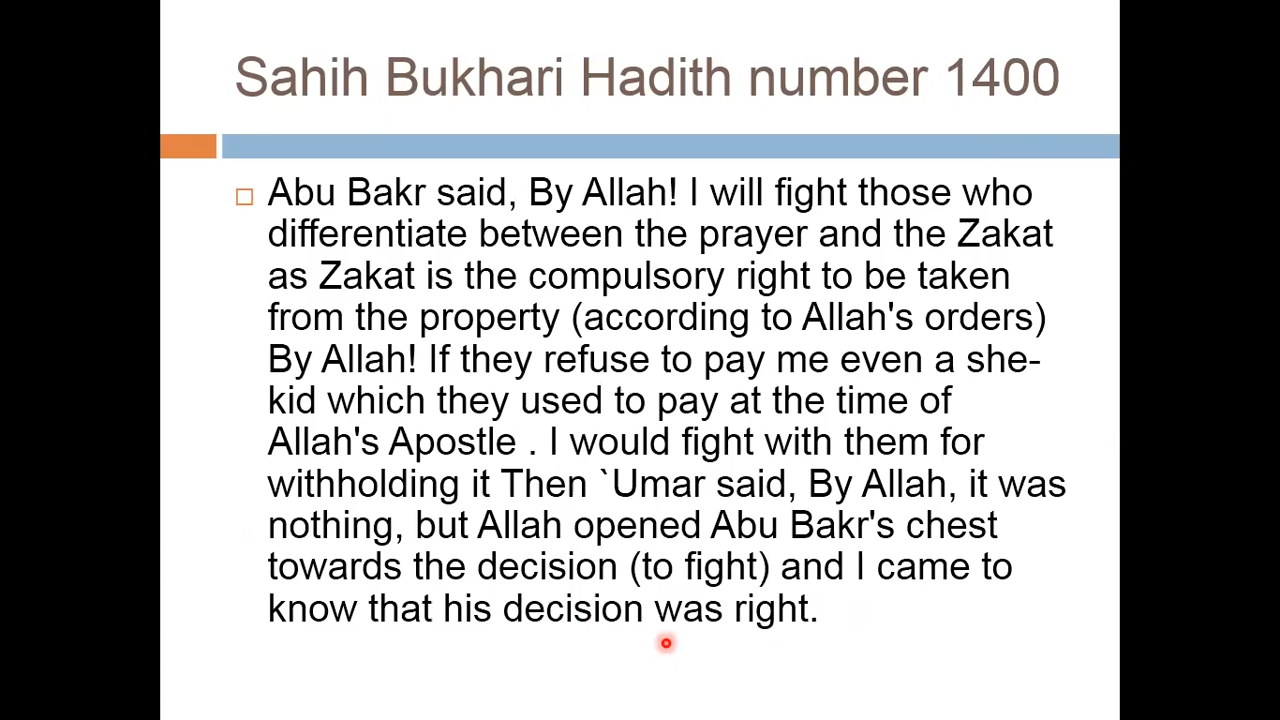 Sahih Bukhari Hadith number 1400
Abu Bakr said, By Allah! I will fight those who
differentiate between the prayer and the Zakat
as Zakat is the compulsory right to be taken
from the property (according to Allah's orders)
By Allah! If they refuse to pay me even a she-
kid which they used to pay at the time of
Allah's Apostle . I would fight with them for
withholding it Then `Umar said, By Allah, it was
nothing, but Allah opened Abu Bakr's chest
towards the decision (to fight) and I came to
know that his decision was right.